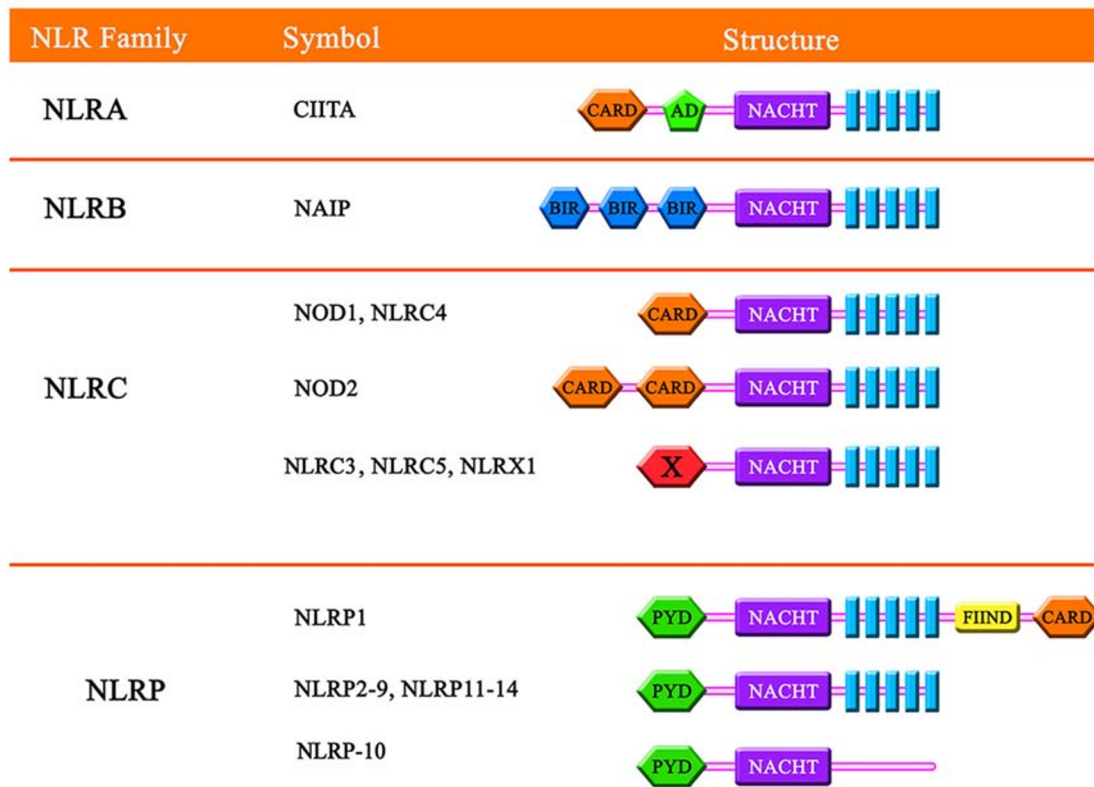 NLR Family Symbol Structure
NLRA CIITA CARD AD NACHT
NLRB NAIP BIR BIR BIR NACHT
NOD1, NLRC4 CARD NACHT
NLRC NOD2 CARD CARD NACHT
NLRC3, NLRC5, NLRX1 X NACHT
NLRP1 PYD NACHT FIIND CARD
NLRP NLRP2-9, NLRP11-14 PYD NACHT
NLRP-10 PYD NACHT